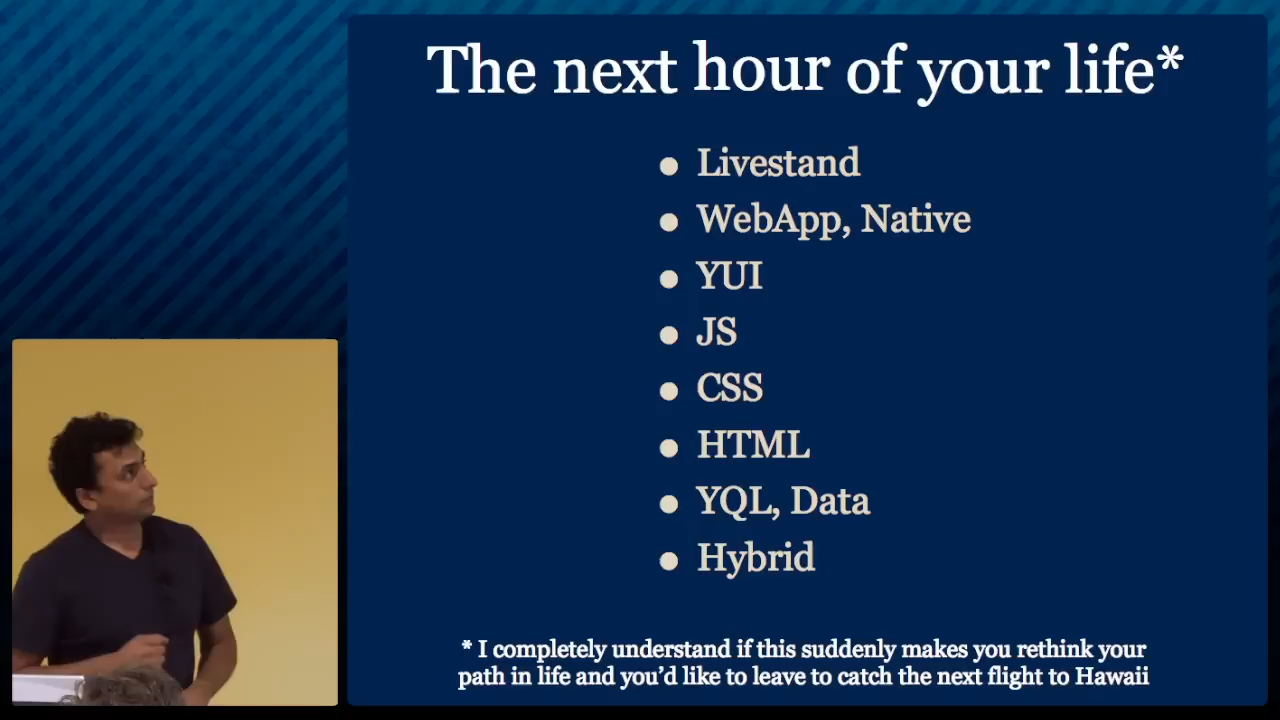 The next hour of your life*
● Livestand
● WebApp, Native
● YUI
● JS
● CSS
● HTML
● YQL, Data
● Hybrid
* I completely understand if this suddenly makes you rethink your
path in life and you'd like to leave to catch the next flight to Hawaii